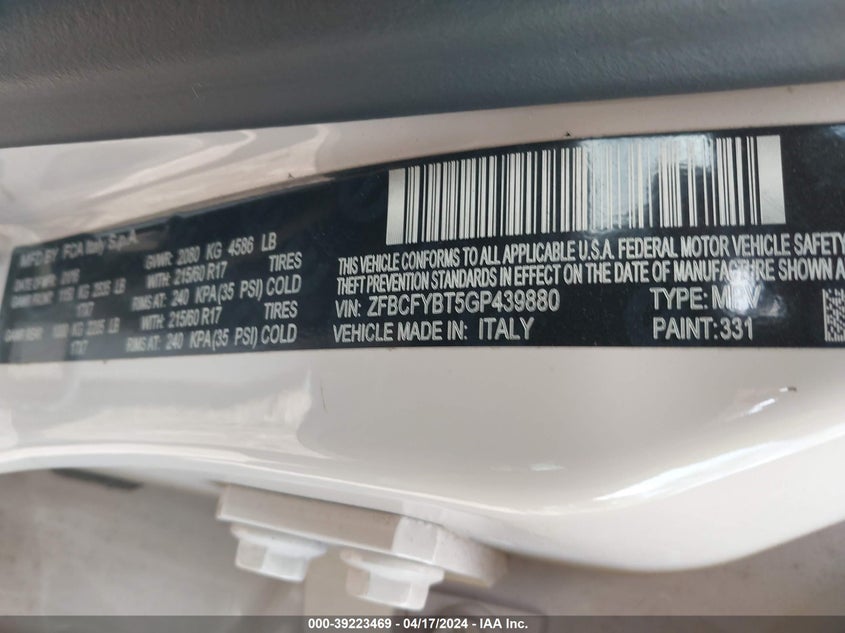 MFD BY FCA Italy S.p.A.
GVWR: 2080 KG 4586 LB
WITH: 215/60 R17 TIRES
RIMS AT: 240 KPA(35 PSI) COLD
WITH: 215/60 R17 TIRES
RIMS AT: 240 KPA(35 PSI) COLD
THIS VEHICLE CONFORMS TO ALL APPLICABLE U.S.A. FEDERAL MOTOR VEHICLE SAFETY
THEFT PREVENTION STANDARDS IN EFFECT ON THE DATE OF MANUFACTURE SHOWN A
VIN: ZFBCFYBT5GP439880 TYPE: MPV
VEHICLE MADE IN: ITALY PAINT: 331
000-39223469 - 04/17/2024 - IAA Inc.